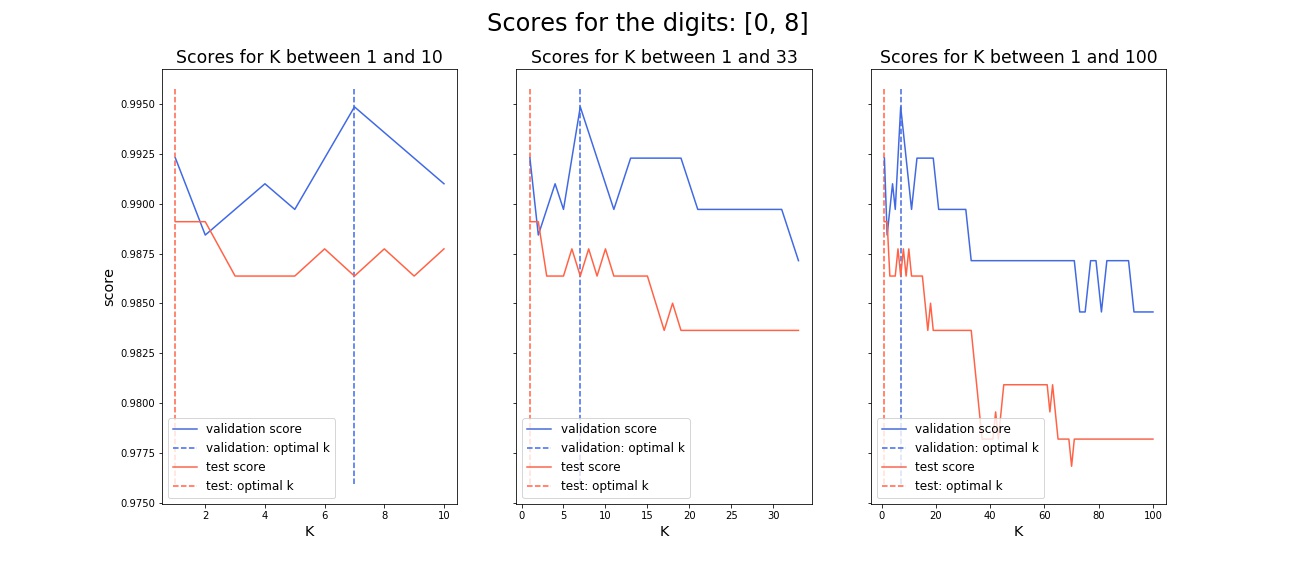 Scores for the digits: [0, 8]
Scores for K between 1 and 10
Scores for K between 1 and 33
Scores for K between 1 and 100
score
0.9950
0.9925
0.9900
0.9875
0.9850
0.9825
0.9800
0.9775
0.9750
validation score
validation: optimal k
test score
test: optimal k
2 4 6 8 10
K
validation score
validation: optimal k
test score
test: optimal k
0 5 10 15 20 25 30
K
validation score
validation: optimal k
test score
test: optimal k
0 20 40 60 80 100
K